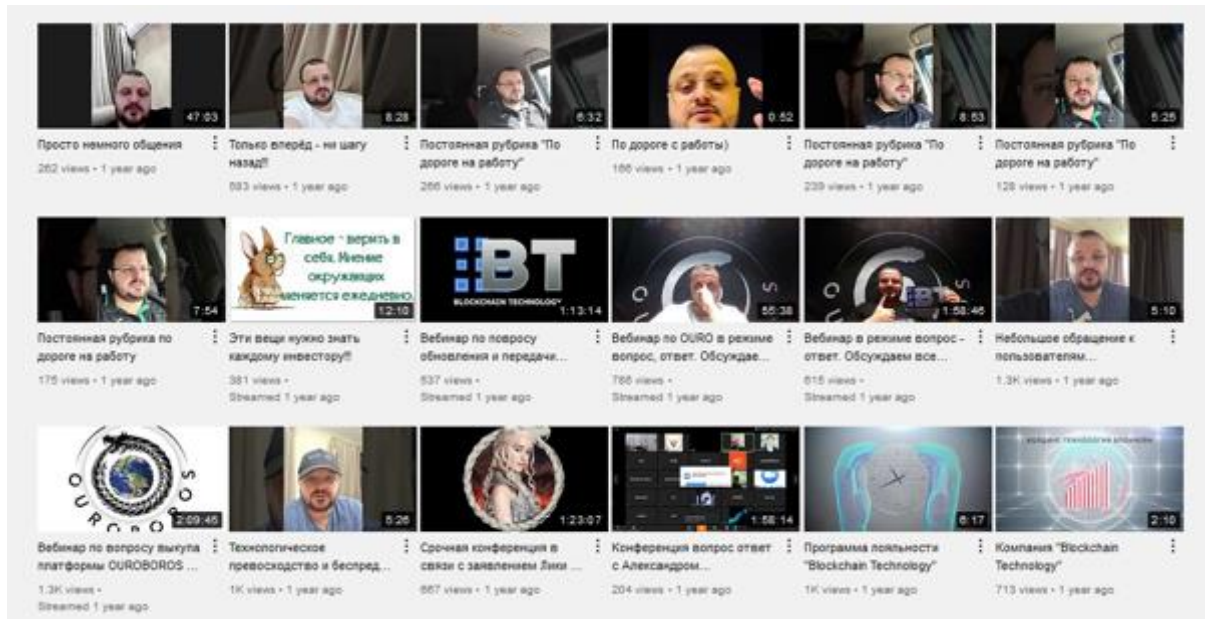 47:03
8:28
6:32
0:52
8:53
5:25
Просто немного общения
262 views • 1 year ago
Только вперёд - ни шагу
назад!!
693 views • 1 year ago
Постоянная рубрика "По
дороге на работу"
266 views • 1 year ago
По дороге с работы)
166 views • 1 year ago
Постоянная рубрика "По
дороге на работу"
239 views • 1 year ago
Постоянная рубрика "По
дороге на работу"
128 views • 1 year ago
7:54
Главное - верить в
себя. Мнение
окружающих
меняется ежедневно.
12:10
BT
BLOCKCHAIN TECHNOLOGY
1:13:14
55:38
BT
1:58:46
5:10
Постоянная рубрика по
дороге на работу
175 views • 1 year ago
Эти вещи нужно знать
каждому инвестору!!!
381 views •
Streamed 1 year ago
Вебинар по повросу
обновления и передачи...
537 views •
Streamed 1 year ago
Вебинар по OURO в режиме
вопрос, ответ. Обсуждае...
786 views •
Streamed 1 year ago
Вебинар в режиме вопрос -
ответ. Обсуждаем все...
615 views •
Streamed 1 year ago
Небольшое обращение к
пользователям...
1.3K views • 1 year ago
OUROBOROS
2:09:45
5:26
1:23:07
1:58:14
6:17
2:10
Вебинар по вопросу выкупа
платформы OUROBOROS ...
1.3K views •
Streamed 1 year ago
Технологическое
превосходство и беспред...
1K views • 1 year ago
Срочная конференция в
связи с заявлением Лики ...
667 views • 1 year ago
Конференция вопрос ответ
с Александром...
204 views • 1 year ago
Программа лояльности
"Blockchain Technology"
1K views • 1 year ago
Компания "Blockchain
Technology"
713 views • 1 year ago